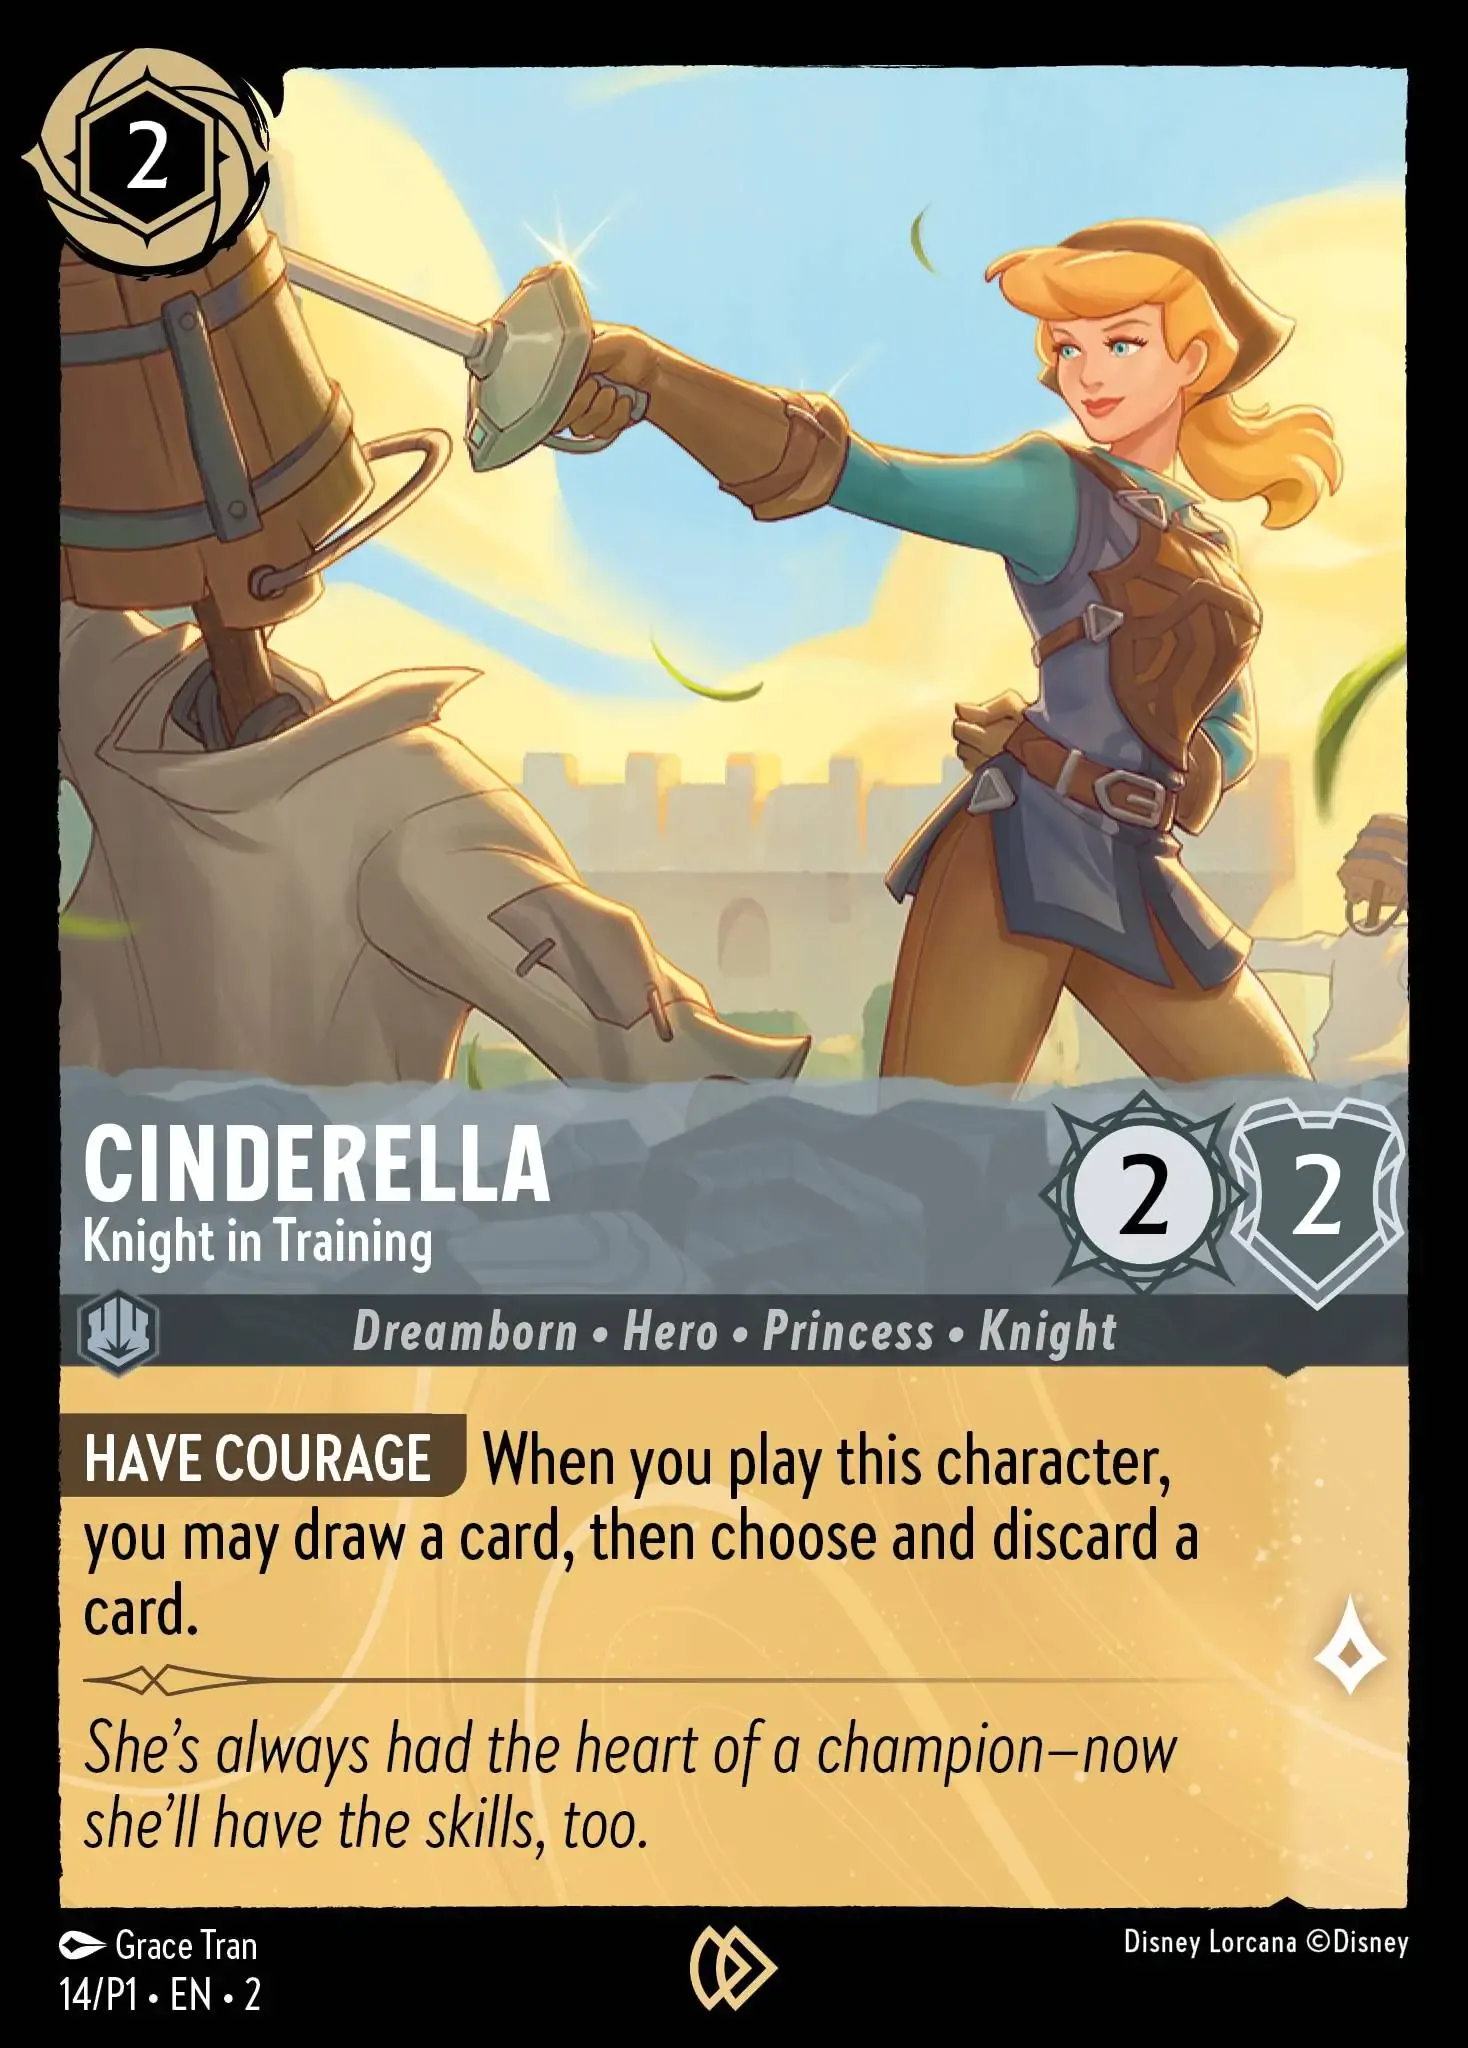 2
CINDERELLA
Knight in Training
2 2
Dreamborn • Hero • Princess • Knight
HAVE COURAGE When you play this character,
you may draw a card, then choose and discard a
card.
She’s always had the heart of a champion—now
she’ll have the skills, too.
Grace Tran
14/P1 • EN • 2
Disney Lorcana ©Disney